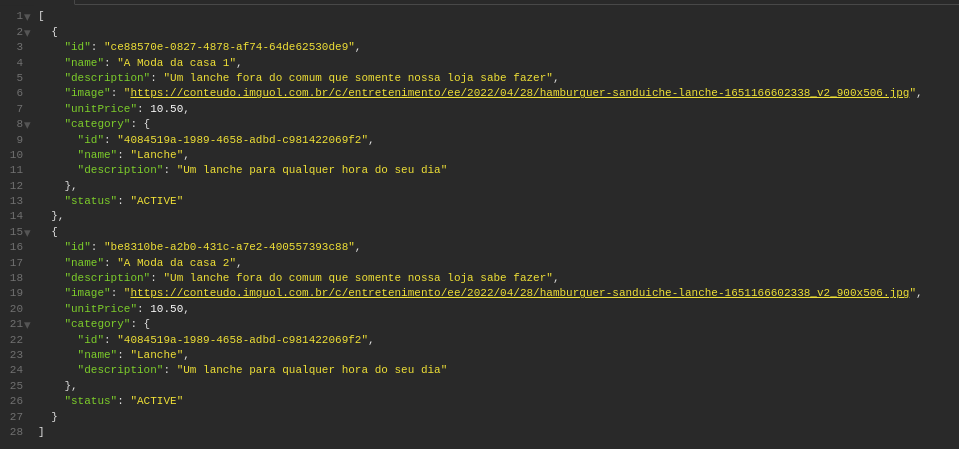 1 [
2   {
3     "id": "ce88570e-0827-4878-af74-64de62530de9",
4     "name": "A Moda da casa 1",
5     "description": "Um lanche fora do comum que somente nossa loja sabe fazer",
6     "image": "https://conteudo.imguol.com.br/c/entretenimento/ee/2022/04/28/hamburguer-sanduiche-lanche-1651166602338_v2_900x506.jpg",
7     "unitPrice": 10.50,
8     "category": {
9       "id": "4084519a-1989-4658-adbd-c981422069f2",
10       "name": "Lanche",
11       "description": "Um lanche para qualquer hora do seu dia"
12     },
13     "status": "ACTIVE"
14   },
15   {
16     "id": "be8310be-a2b0-431c-a7e2-400557393c88",
17     "name": "A Moda da casa 2",
18     "description": "Um lanche fora do comum que somente nossa loja sabe fazer",
19     "image": "https://conteudo.imguol.com.br/c/entretenimento/ee/2022/04/28/hamburguer-sanduiche-lanche-1651166602338_v2_900x506.jpg",
20     "unitPrice": 10.50,
21     "category": {
22       "id": "4084519a-1989-4658-adbd-c981422069f2",
23       "name": "Lanche",
24       "description": "Um lanche para qualquer hora do seu dia"
25     },
26     "status": "ACTIVE"
27   }
28 ]